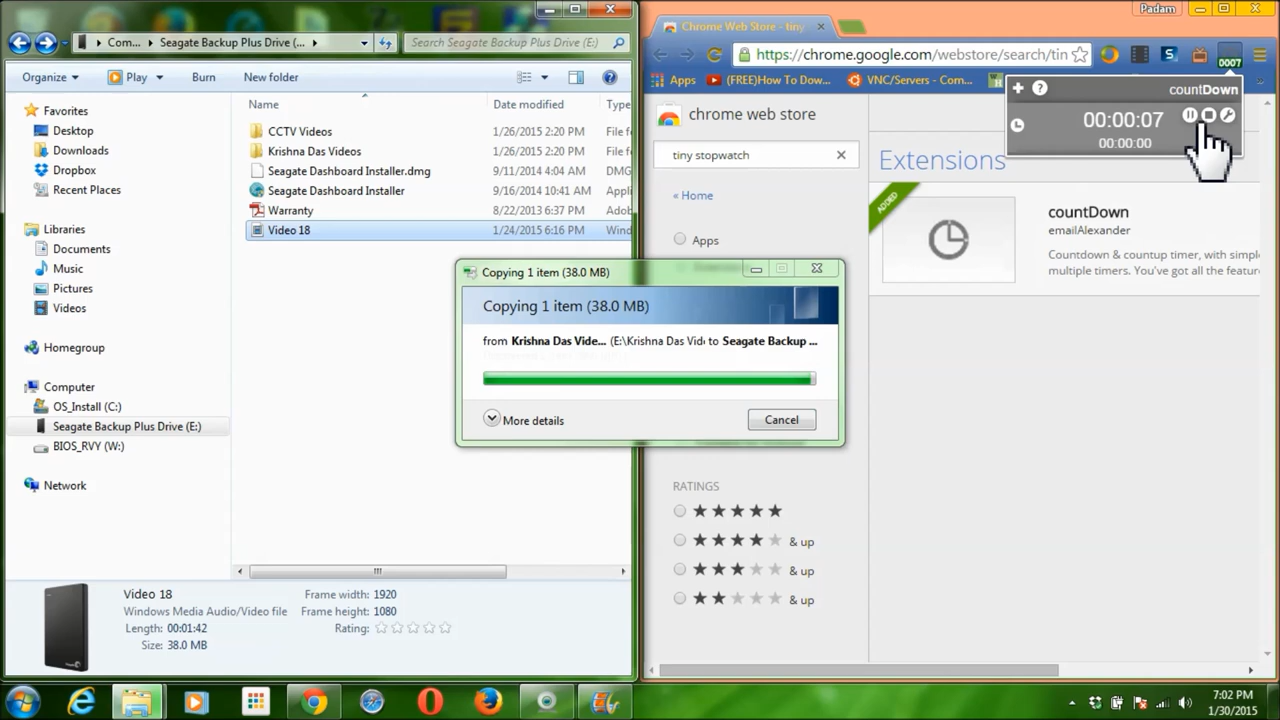 Com...
Seagate Backup Plus Drive (...
Search Seagate Backup Plus Drive (E:)
Organize
Play
Burn
New folder
Favorites
Desktop
Downloads
Dropbox
Recent Places
Libraries
Documents
Music
Pictures
Videos
Homegroup
Computer
OS_Install (C:)
Seagate Backup Plus Drive (E:)
BIOS_RVY (W:)
Network
Name Date modified Type
CCTV Videos 1/26/2015 2:20 PM File f
Krishna Das Videos 1/26/2015 2:20 PM File f
Seagate Dashboard Installer.dmg 9/11/2014 4:04 AM DMG
Seagate Dashboard Installer 9/16/2014 10:41 AM Appli
Warranty 8/22/2013 6:37 PM Adob
Video 18 1/24/2015 6:16 PM Wind
Copying 1 item (38.0 MB)
Copying 1 item (38.0 MB)
from Krishna Das Vide... (E:\Krishna Das Vid to Seagate Backup ...
More details
Cancel
Video 18
Windows Media Audio/Video file
Length: 00:01:42
Size: 38.0 MB
Frame width: 1920
Frame height: 1080
Rating:
Padam
Chrome Web Store - tiny
https://chrome.google.com/webstore/search/tin
0007
Apps
(FREE)How To Dow...
VNC/Servers - Com...
countDown
00:00:07
00:00:00
chrome web store
tiny stopwatch
« Home
Apps
RATINGS
& up
& up
& up
Extensions
ADDED
countDown
emailAlexander
Countdown & countup timer, with simple
multiple timers. You've got all the feature
7:02 PM
1/30/2015